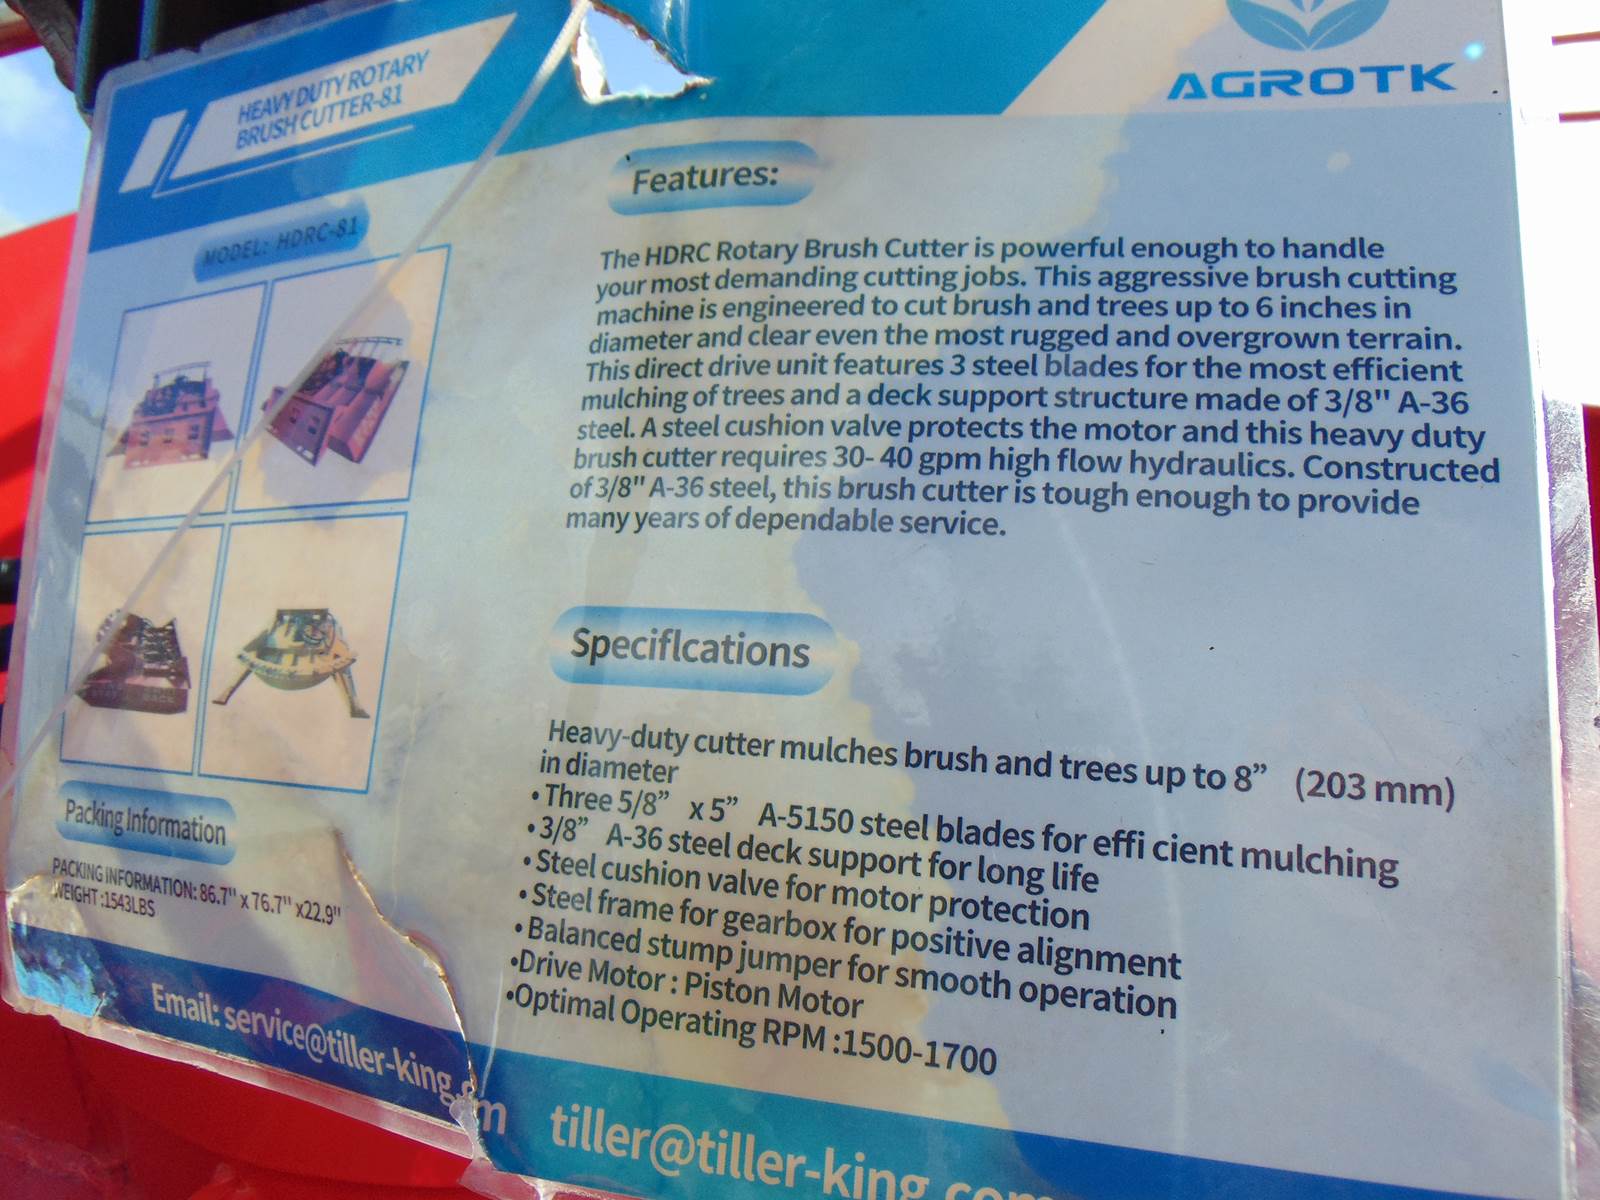 HEAVY DUTY ROTARY
BRUSH CUTTER-81
AGROTK
MODEL: HDRC-81
Features:
The HDRC Rotary Brush Cutter is powerful enough to handle
your most demanding cutting jobs. This aggressive brush cutting
machine is engineered to cut brush and trees up to 6 inches in
diameter and clear even the most rugged and overgrown terrain.
This direct drive unit features 3 steel blades for the most efficient
mulching of trees and a deck support structure made of 3/8" A-36
steel. A steel cushion valve protects the motor and this heavy duty
brush cutter requires 30- 40 gpm high flow hydraulics. Constructed
of 3/8" A-36 steel, this brush cutter is tough enough to provide
many years of dependable service.
Speciflcations
Heavy-duty cutter mulches brush and trees up to 8” (203 mm)
in diameter
•Three 5/8” x 5” A-5150 steel blades for effi cient mulching
•3/8” A-36 steel deck support for long life
•Steel cushion valve for motor protection
•Steel frame for gearbox for positive alignment
•Balanced stump jumper for smooth operation
•Drive Motor : Piston Motor
•Optimal Operating RPM :1500-1700
Packing Information
PACKING INFORMATION: 86.7" x 76.7" x22.9"
WEIGHT :1543LBS
Email: service@tiller-king
tiller@tiller-king.com